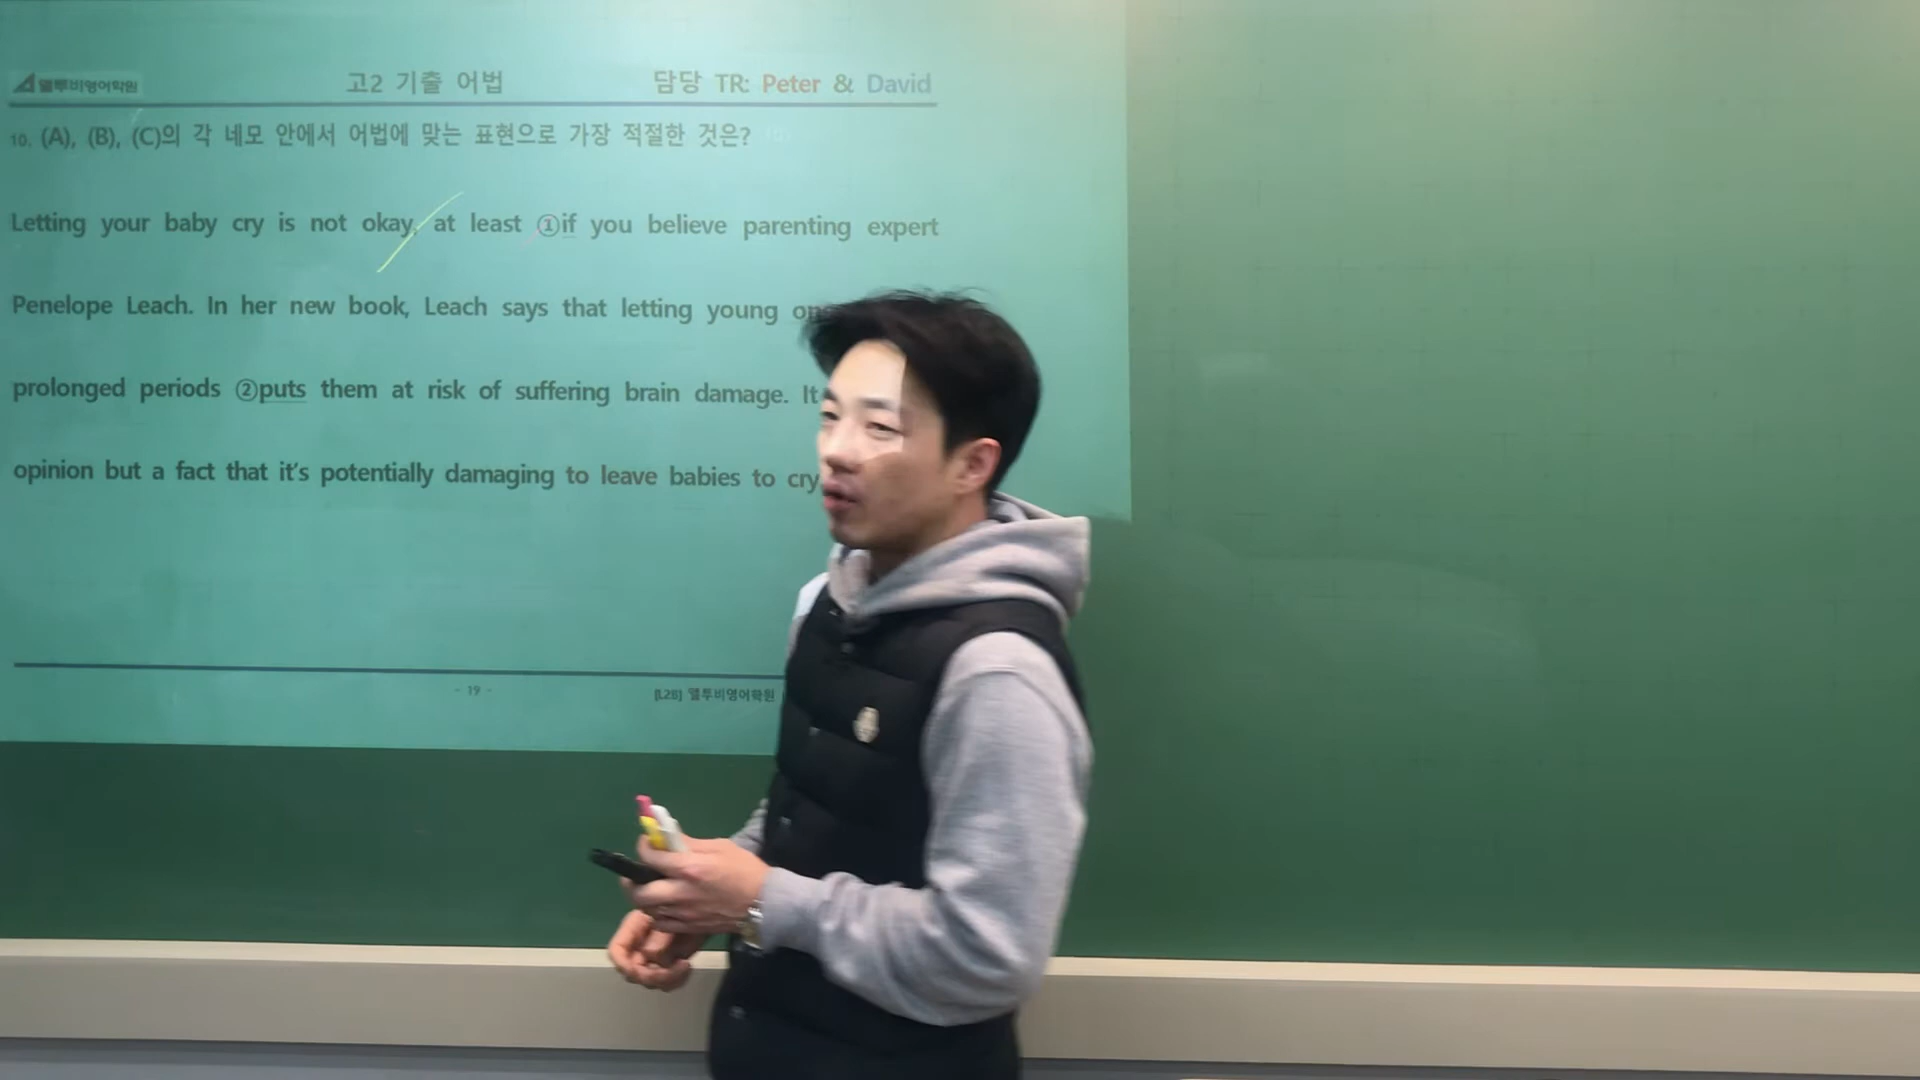 엘투비영어학원 고2 기출 어법 담당 TR: Peter & David
10. (A), (B), (C)의 각 네모 안에서 어법에 맞는 표현으로 가장 적절한 것은?
Letting your baby cry is not okay, at least ①if you believe parenting expert
Penelope Leach. In her new book, Leach says that letting young
prolonged periods ②puts them at risk of suffering brain damage. It
opinion but a fact that it's potentially damaging to leave babies to cry
- 19 -
[L2B] 엘투비영어학원